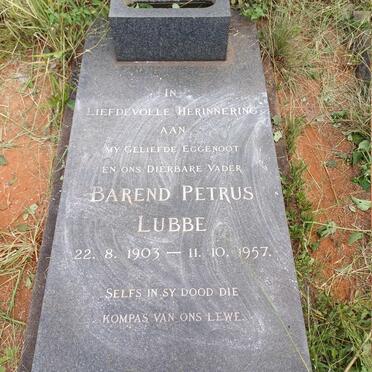 IN
LIEFDEVOLLE HERINNERING
AAN
MY GELIEFDE EGGENOOT
EN ONS DIERBARE VADER
BAREND PETRUS
LUBBE
22. 8. 1903 — 11. 10. 1957.
SELFS IN SY DOOD DIE
KOMPAS VAN ONS LEWE.